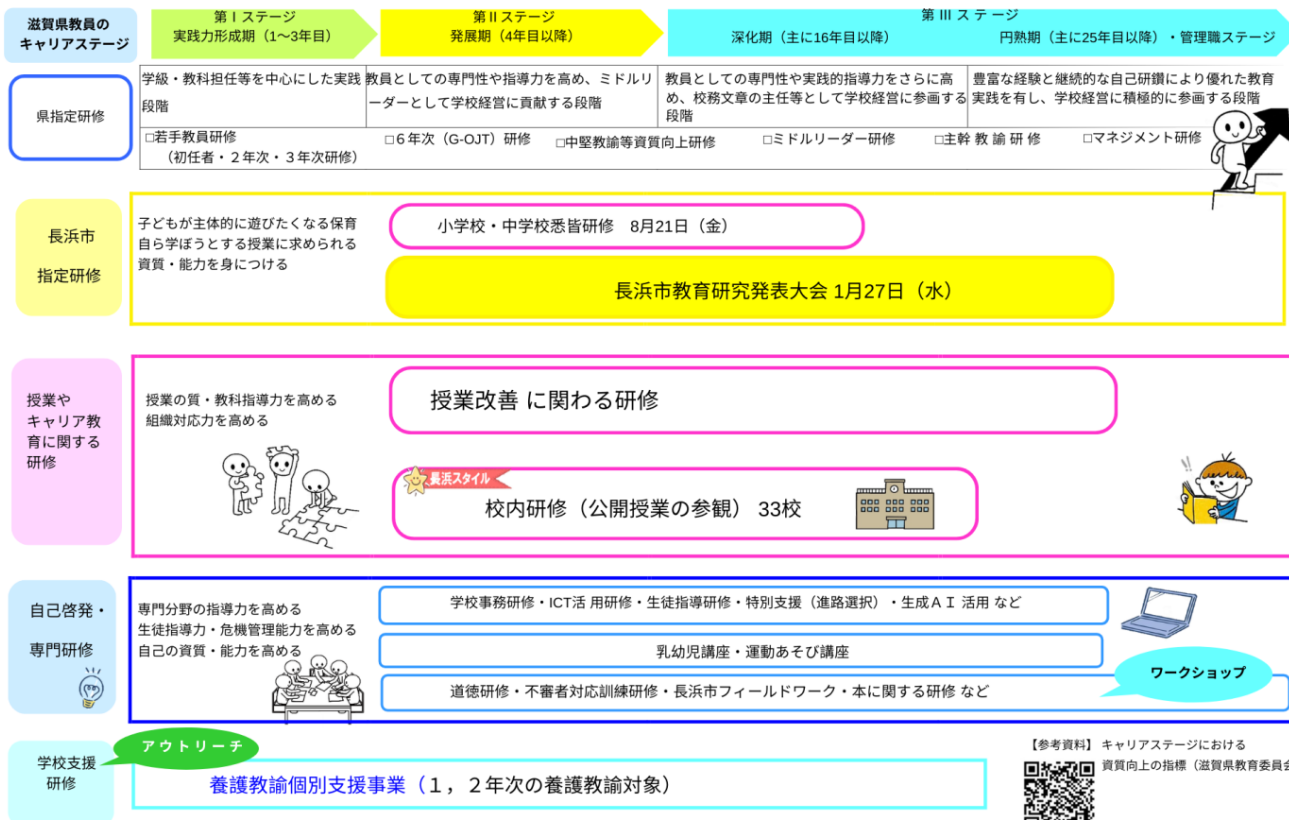 滋賀県教員の
キャリアステージ
第Ⅰステージ
実践力形成期（1～3年目）
第Ⅱステージ
発展期（4年目以降）
第 III ス テ ー ジ
深化期（主に16年目以降）
円熟期（主に25年目以降）・管理職ステージ
県指定研修
学級・教科担任等を中心にした実践
段階
教員としての専門性や指導力を高め、ミドルリ
ーダーとして学校経営に貢献する段階
教員としての専門性や実践的指導力をさらに高
め、校務文章の主任等として学校経営に参画する
段階
豊富な経験と継続的な自己研鑽により優れた教育
実践を有し、学校経営に積極的に参画する段階
□若手教員研修
（初任者・２年次・３年次研修）
□６年次（G-OJT）研修
□中堅教諭等資質向上研修
□ミドルリーダー研修
□主幹 教 諭 研 修
□マネジメント研修
長浜市
指定研修
子どもが主体的に遊びたくなる保育
自ら学ぼうとする授業に求められる
資質・能力を身につける
小学校・中学校悉皆研修　8月21日（金）
長浜市教育研究発表大会 1月27日（水）
授業や
キャリア教
育に関する
研修
授業の質・教科指導力を高める
組織対応力を高める
授業改善 に関わる研修
長浜スタイル
校内研修（公開授業の参観） 33校
自己啓発・
専門研修
専門分野の指導力を高める
生徒指導力・危機管理能力を高める
自己の資質・能力を高める
学校事務研修・ICT活 用研修・生徒指導研修・特別支援（進路選択）・生成ＡＩ 活用 など
乳幼児講座・運動あそび講座
ワークショップ
道徳研修・不審者対応訓練研修・長浜市フィールドワーク・本に関する研修 など
学校支援
研修
アウトリーチ
養護教諭個別支援事業（１，２年次の養護教諭対象）
【参考資料】 キャリアステージにおける
資質向上の指標（滋賀県教育委員会